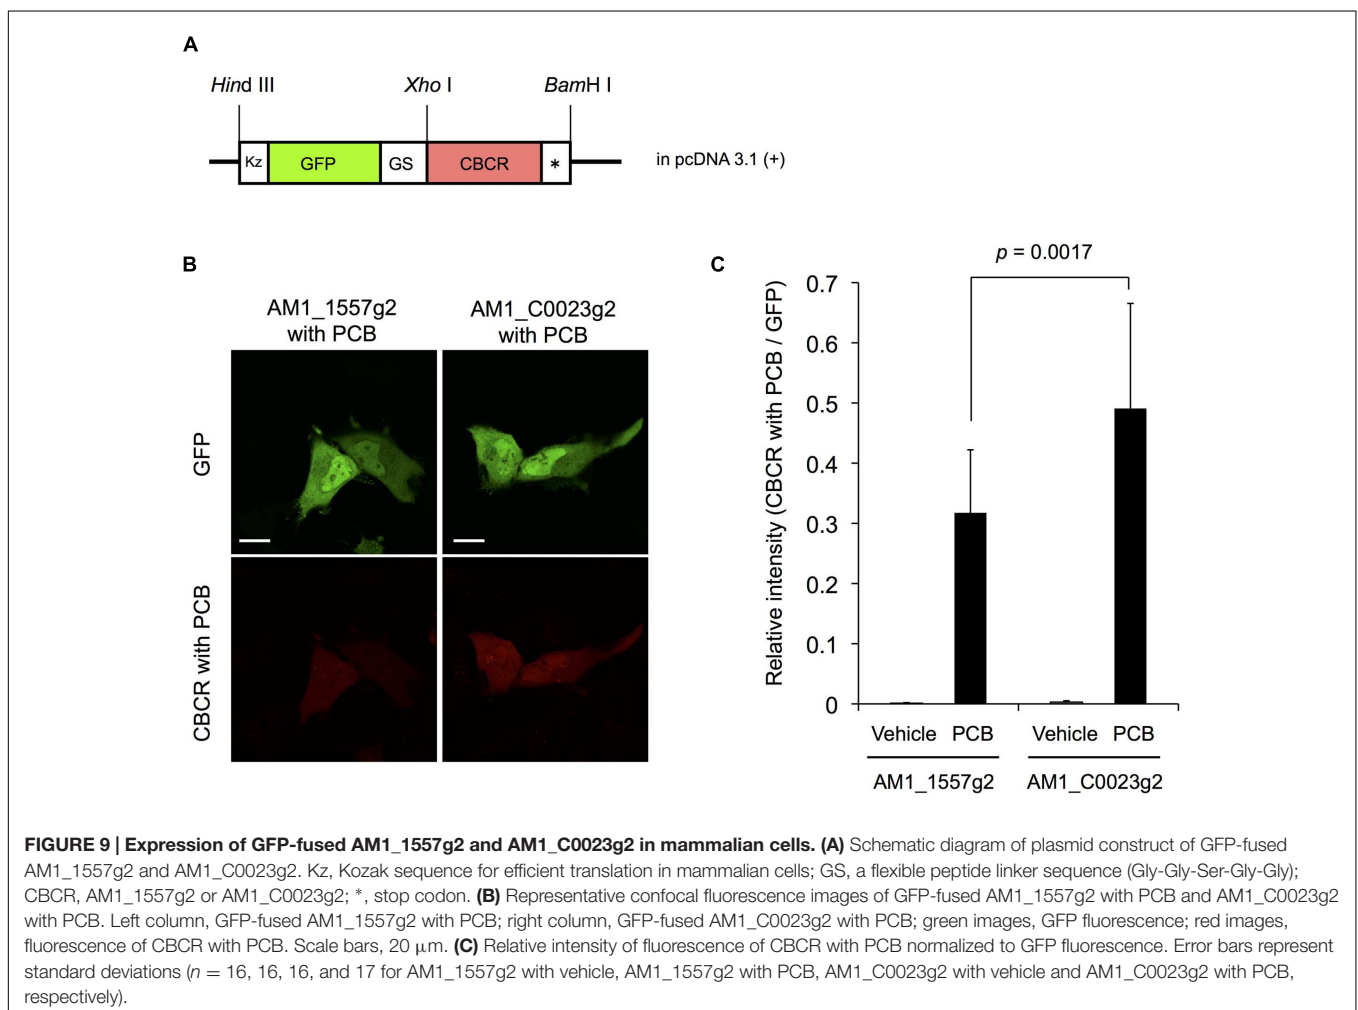 A
Hind III
Xho I
BamH I
Kz
GFP
GS
CBCR
*
in pcDNA 3.1 (+)
B
AM1_1557g2
with PCB
AM1_C0023g2
with PCB
GFP
CBCR with PCB
C
p = 0.0017
Relative intensity (CBCR with PCB / GFP)
0.7
0.6
0.5
0.4
0.3
0.2
0.1
0
Vehicle PCB
Vehicle PCB
AM1_1557g2
AM1_C0023g2
FIGURE 9 | Expression of GFP-fused AM1_1557g2 and AM1_C0023g2 in mammalian cells. (A) Schematic diagram of plasmid construct of GFP-fused
AM1_1557g2 and AM1_C0023g2. Kz, Kozak sequence for efficient translation in mammalian cells; GS, a flexible peptide linker sequence (Gly-Gly-Ser-Gly-Gly);
CBCR, AM1_1557g2 or AM1_C0023g2; *, stop codon. (B) Representative confocal fluorescence images of GFP-fused AM1_1557g2 with PCB and AM1_C0023g2
with PCB. Left column, GFP-fused AM1_1557g2 with PCB; right column, GFP-fused AM1_C0023g2 with PCB; green images, GFP fluorescence; red images,
fluorescence of CBCR with PCB. Scale bars, 20 μm. (C) Relative intensity of fluorescence of CBCR with PCB normalized to GFP fluorescence. Error bars represent
standard deviations (n = 16, 16, 16, and 17 for AM1_1557g2 with vehicle, AM1_1557g2 with PCB, AM1_C0023g2 with vehicle and AM1_C0023g2 with PCB,
respectively).